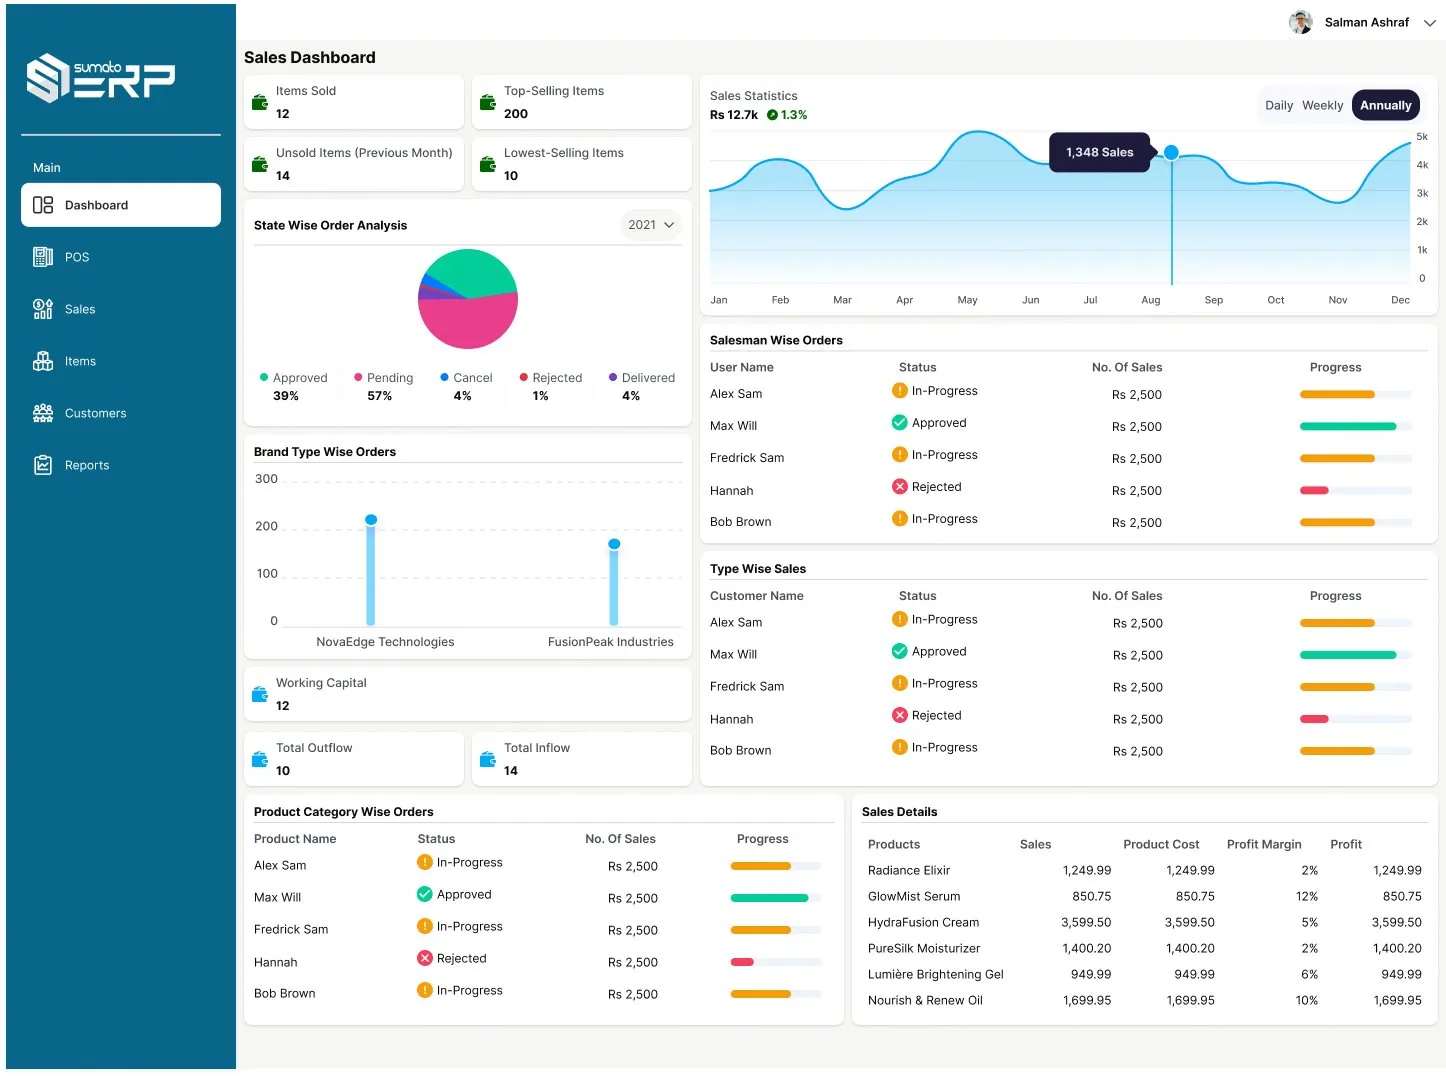 Salman Ashraf
sumato
ERP
Main
Dashboard
POS
Sales
Items
Customers
Reports
Sales Dashboard
Items Sold
12
Top-Selling Items
200
Unsold Items (Previous Month)
14
Lowest-Selling Items
10
State Wise Order Analysis
2021
Approved Pending Cancel Rejected Delivered
39% 57% 4% 1% 4%
Brand Type Wise Orders
300
200
100
0
NovaEdge Technologies FusionPeak Industries
Working Capital
12
Total Outflow
10
Total Inflow
14
Sales Statistics
Rs 12.7k 1.3%
Daily Weekly Annually
1,348 Sales
5k
4k
3k
2k
1k
0
Jan Feb Mar Apr May Jun Jul Aug Sep Oct Nov Dec
Salesman Wise Orders
User Name Status No. Of Sales Progress
Alex Sam In-Progress Rs 2,500
Max Will Approved Rs 2,500
Fredrick Sam In-Progress Rs 2,500
Hannah Rejected Rs 2,500
Bob Brown In-Progress Rs 2,500
Type Wise Sales
Customer Name Status No. Of Sales Progress
Alex Sam In-Progress Rs 2,500
Max Will Approved Rs 2,500
Fredrick Sam In-Progress Rs 2,500
Hannah Rejected Rs 2,500
Bob Brown In-Progress Rs 2,500
Product Category Wise Orders
Product Name Status No. Of Sales Progress
Alex Sam In-Progress Rs 2,500
Max Will Approved Rs 2,500
Fredrick Sam In-Progress Rs 2,500
Hannah Rejected Rs 2,500
Bob Brown In-Progress Rs 2,500
Sales Details
Products Sales Product Cost Profit Margin Profit
Radiance Elixir 1,249.99 1,249.99 2% 1,249.99
GlowMist Serum 850.75 850.75 12% 850.75
HydraFusion Cream 3,599.50 3,599.50 5% 3,599.50
PureSilk Moisturizer 1,400.20 1,400.20 2% 1,400.20
Lumière Brightening Gel 949.99 949.99 6% 949.99
Nourish & Renew Oil 1,699.95 1,699.95 10% 1,699.95